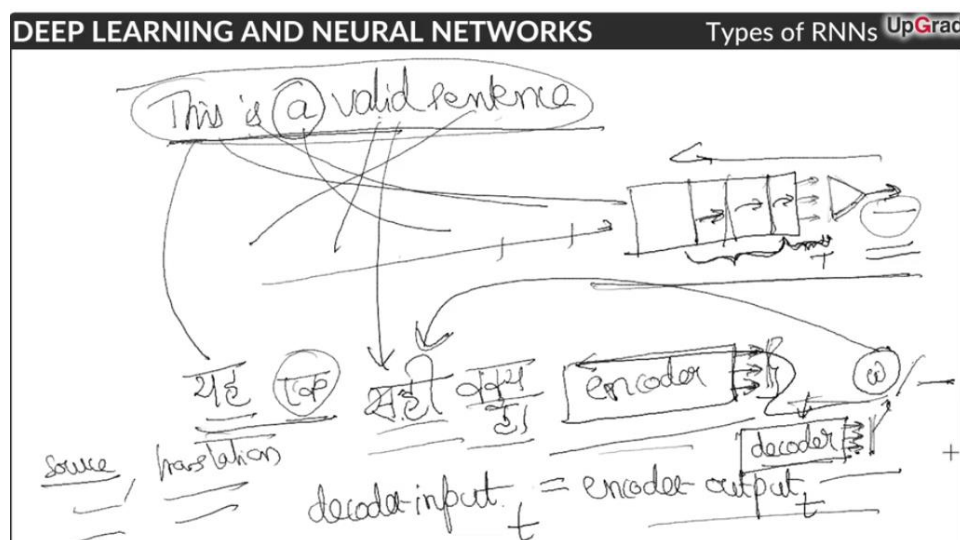 DEEP LEARNING AND NEURAL NETWORKS
Types of RNNs UpGrad
This is a valid sentence
T
यह एक सही वाक्य है।
encoder
decoder
source translation
decoder-input t = encoder-output t